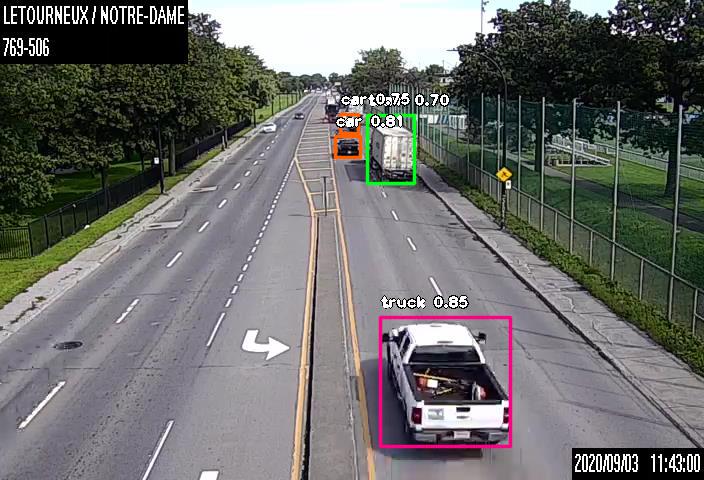 LETOURNEUX / NOTRE-DAME
769-506
car 0.75
0.70
car 0.81
truck 0.85
2020/09/03 11:43:00